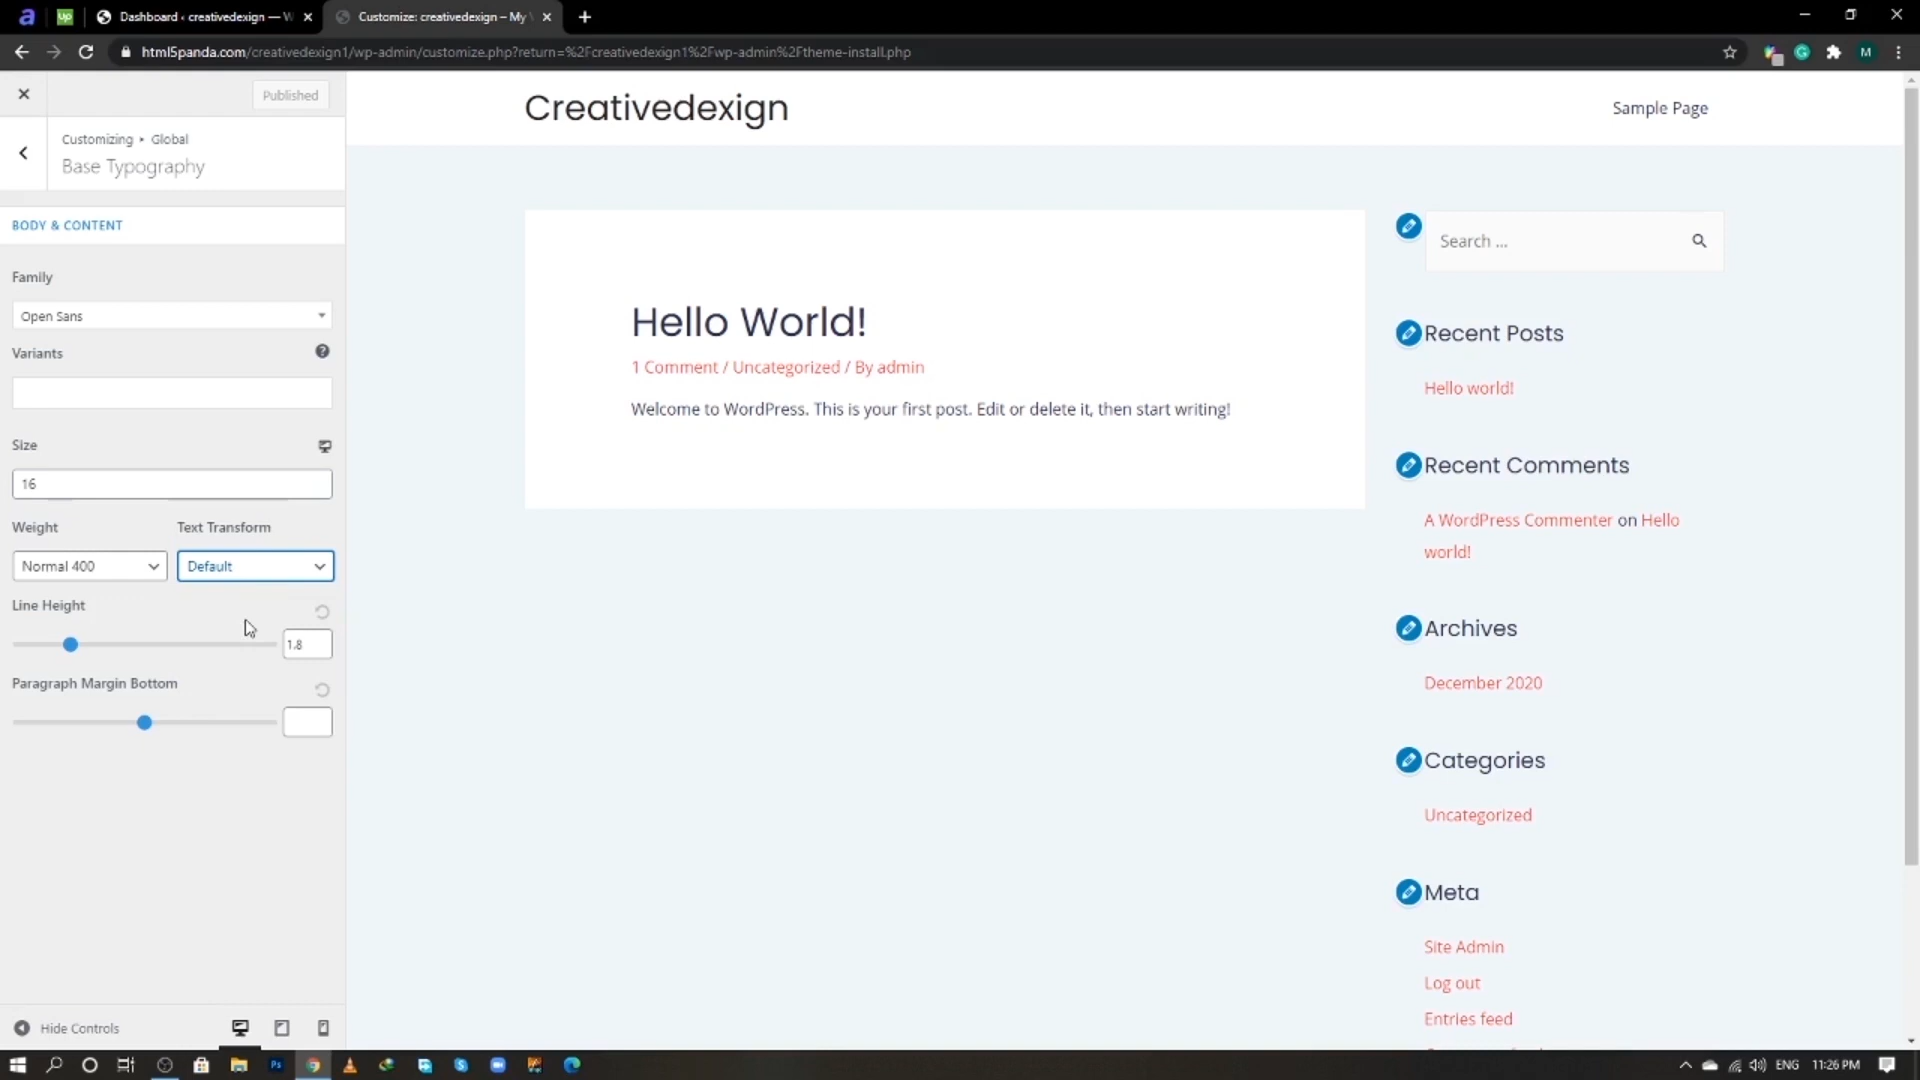 Dashboard ‹ creativedexign — W
Customize: creativedexign – My
html5panda.com/creativedexign1/wp-admin/customize.php?return=%2Fcreativedexign1%2Fwp-admin%2Ftheme-install.php
M
Published
Customizing ▸ Global
Base Typography
BODY & CONTENT
Family
Open Sans
Variants
Size
16
Weight
Text Transform
Normal 400
Default
Line Height
1.8
Paragraph Margin Bottom
Hide Controls
Creativedexign
Sample Page
Hello World!
1 Comment / Uncategorized / By admin
Welcome to WordPress. This is your first post. Edit or delete it, then start writing!
Search ...
Recent Posts
Hello world!
Recent Comments
A WordPress Commenter on Hello
world!
Archives
December 2020
Categories
Uncategorized
Meta
Site Admin
Log out
Entries feed
Ps
ENG
11:26 PM